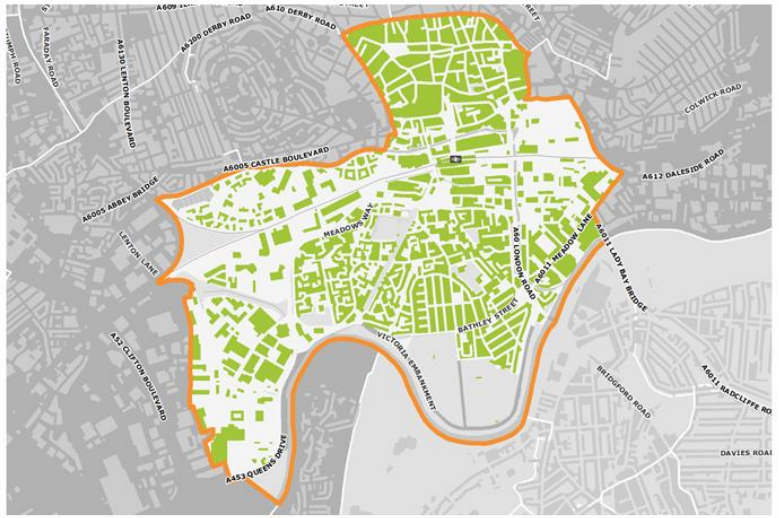 A609
A610 DERBY ROAD
STREET
A6200 DERBY ROAD
FARADAY ROAD
A6130 LENTON BOULEVARD
COLWICK ROAD
A6005 CASTLE BOULEVARD
A612 DALESIDE ROAD
A6005 ABBEY BRIDGE
MEADOWS WAY
LENTON LANE
A60 LONDON ROAD
A6011 MEADOW LANE
A6011 LADY BAY BRIDGE
BATHLEY STREET
VICTORIA EMBANKMENT
A52 CLIFTON BOULEVARD
BRIDGFORD ROAD
A6011 RADCLIFFE RO
A453 QUEENS DRIVE
DAVIES ROAD